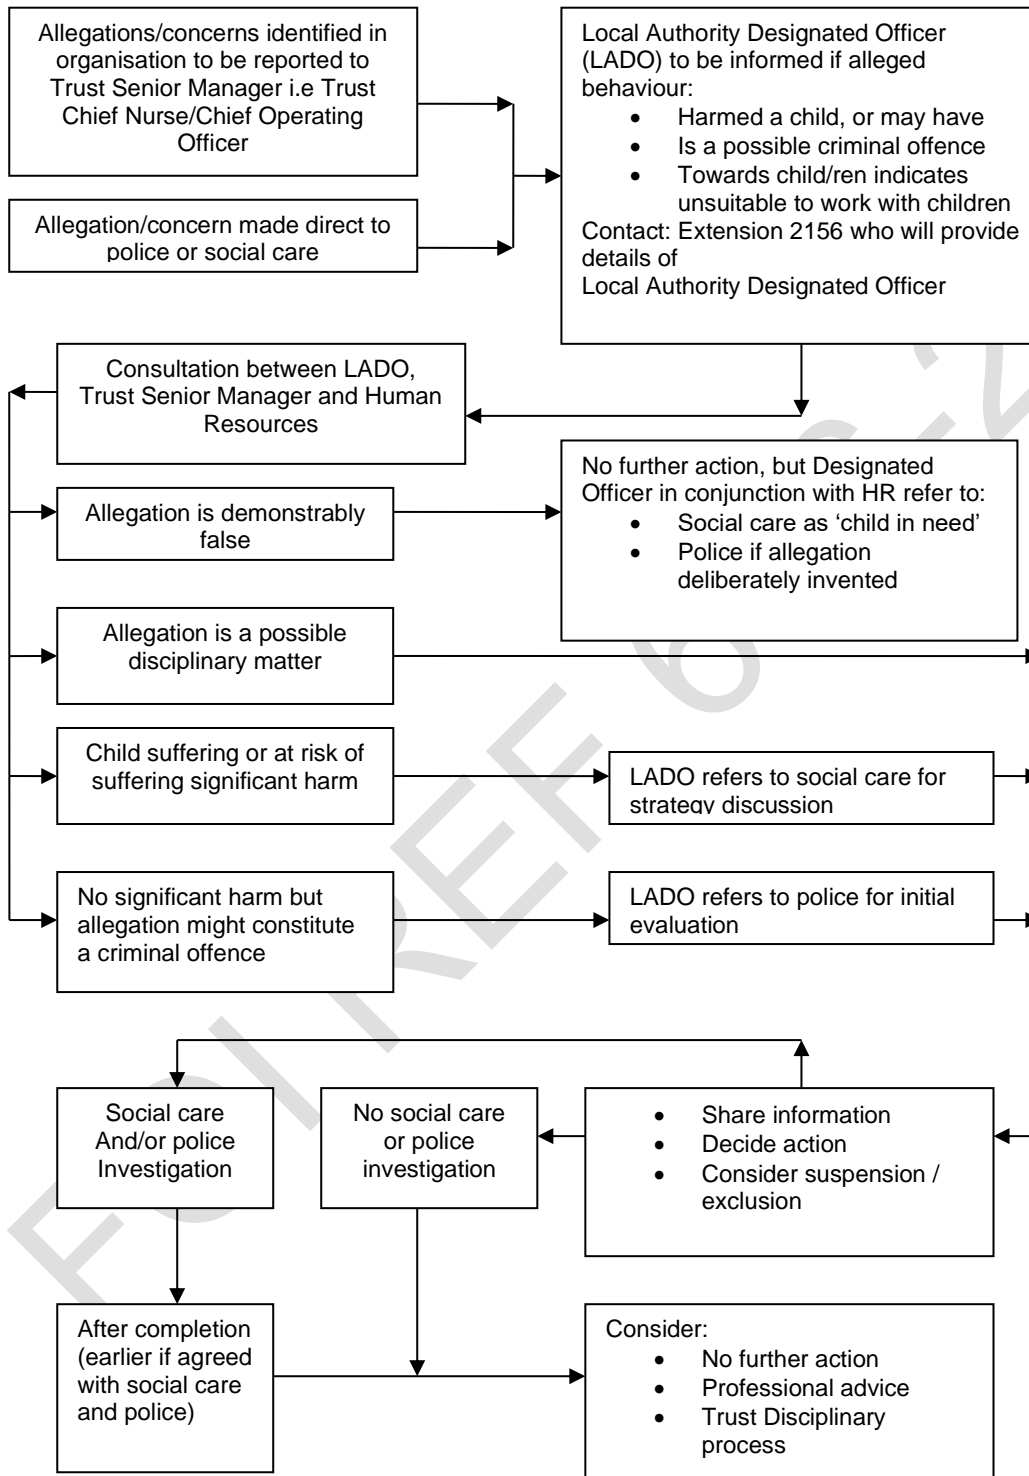 Allegations/concerns identified in
organisation to be reported to
Trust Senior Manager i.e Trust
Chief Nurse/Chief Operating
Officer
Allegation/concern made direct to
police or social care
Local Authority Designated Officer
(LADO) to be informed if alleged
behaviour:
• Harmed a child, or may have
• Is a possible criminal offence
• Towards child/ren indicates
unsuitable to work with children
Contact: Extension 2156 who will provide
details of
Local Authority Designated Officer
Consultation between LADO,
Trust Senior Manager and Human
Resources
Allegation is demonstrably
false
No further action, but Designated
Officer in conjunction with HR refer to:
• Social care as ‘child in need’
• Police if allegation
deliberately invented
Allegation is a possible
disciplinary matter
Child suffering or at risk of
suffering significant harm
LADO refers to social care for
strategy discussion
No significant harm but
allegation might constitute
a criminal offence
LADO refers to police for initial
evaluation
Social care
And/or police
Investigation
No social care
or police
investigation
• Share information
• Decide action
• Consider suspension /
exclusion
After completion
(earlier if agreed
with social care
and police)
Consider:
• No further action
• Professional advice
• Trust Disciplinary
process
FOI REF 6